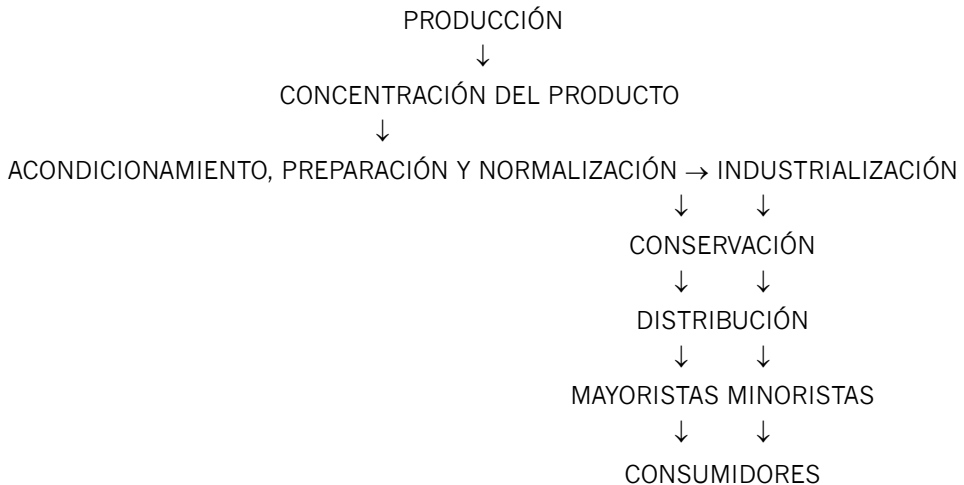 PRODUCCIÓN
↓
CONCENTRACIÓN DEL PRODUCTO
↓
ACONDICIONAMIENTO, PREPARACIÓN Y NORMALIZACIÓN → INDUSTRIALIZACIÓN
↓ ↓
CONSERVACIÓN
↓ ↓
DISTRIBUCIÓN
↓ ↓
MAYORISTAS MINORISTAS
↓ ↓
CONSUMIDORES